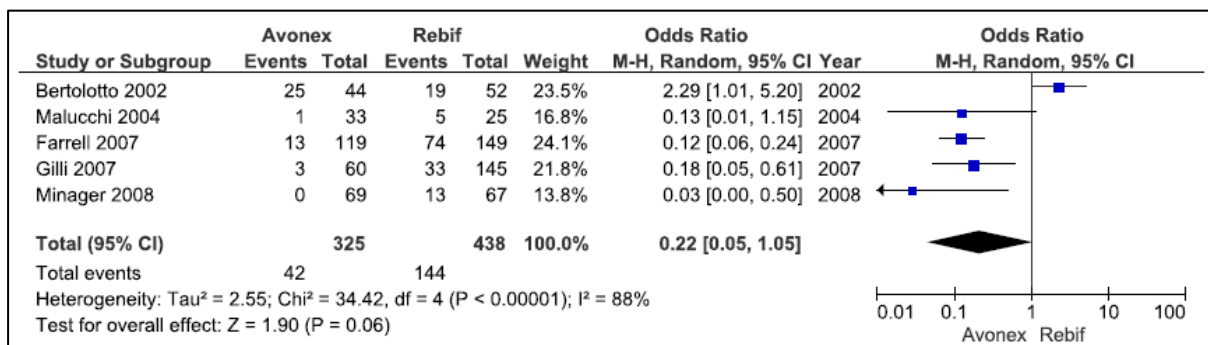 Avonex Rebif Odds Ratio Odds Ratio
Study or Subgroup Events Total Events Total Weight M-H, Random, 95% CI Year M-H, Random, 95% CI
Bertolotto 2002 25 44 19 52 23.5% 2.29 [1.01, 5.20] 2002
Malucchi 2004 1 33 5 25 16.8% 0.13 [0.01, 1.15] 2004
Farrell 2007 13 119 74 149 24.1% 0.12 [0.06, 0.24] 2007
Gilli 2007 3 60 33 145 21.8% 0.18 [0.05, 0.61] 2007
Minager 2008 0 69 13 67 13.8% 0.03 [0.00, 0.50] 2008
Total (95% CI) 325 438 100.0% 0.22 [0.05, 1.05]
Total events 42 144
Heterogeneity: Tau² = 2.55; Chi² = 34.42, df = 4 (P < 0.00001); I² = 88%
Test for overall effect: Z = 1.90 (P = 0.06)
0.01 0.1 1 10 100
Avonex Rebif